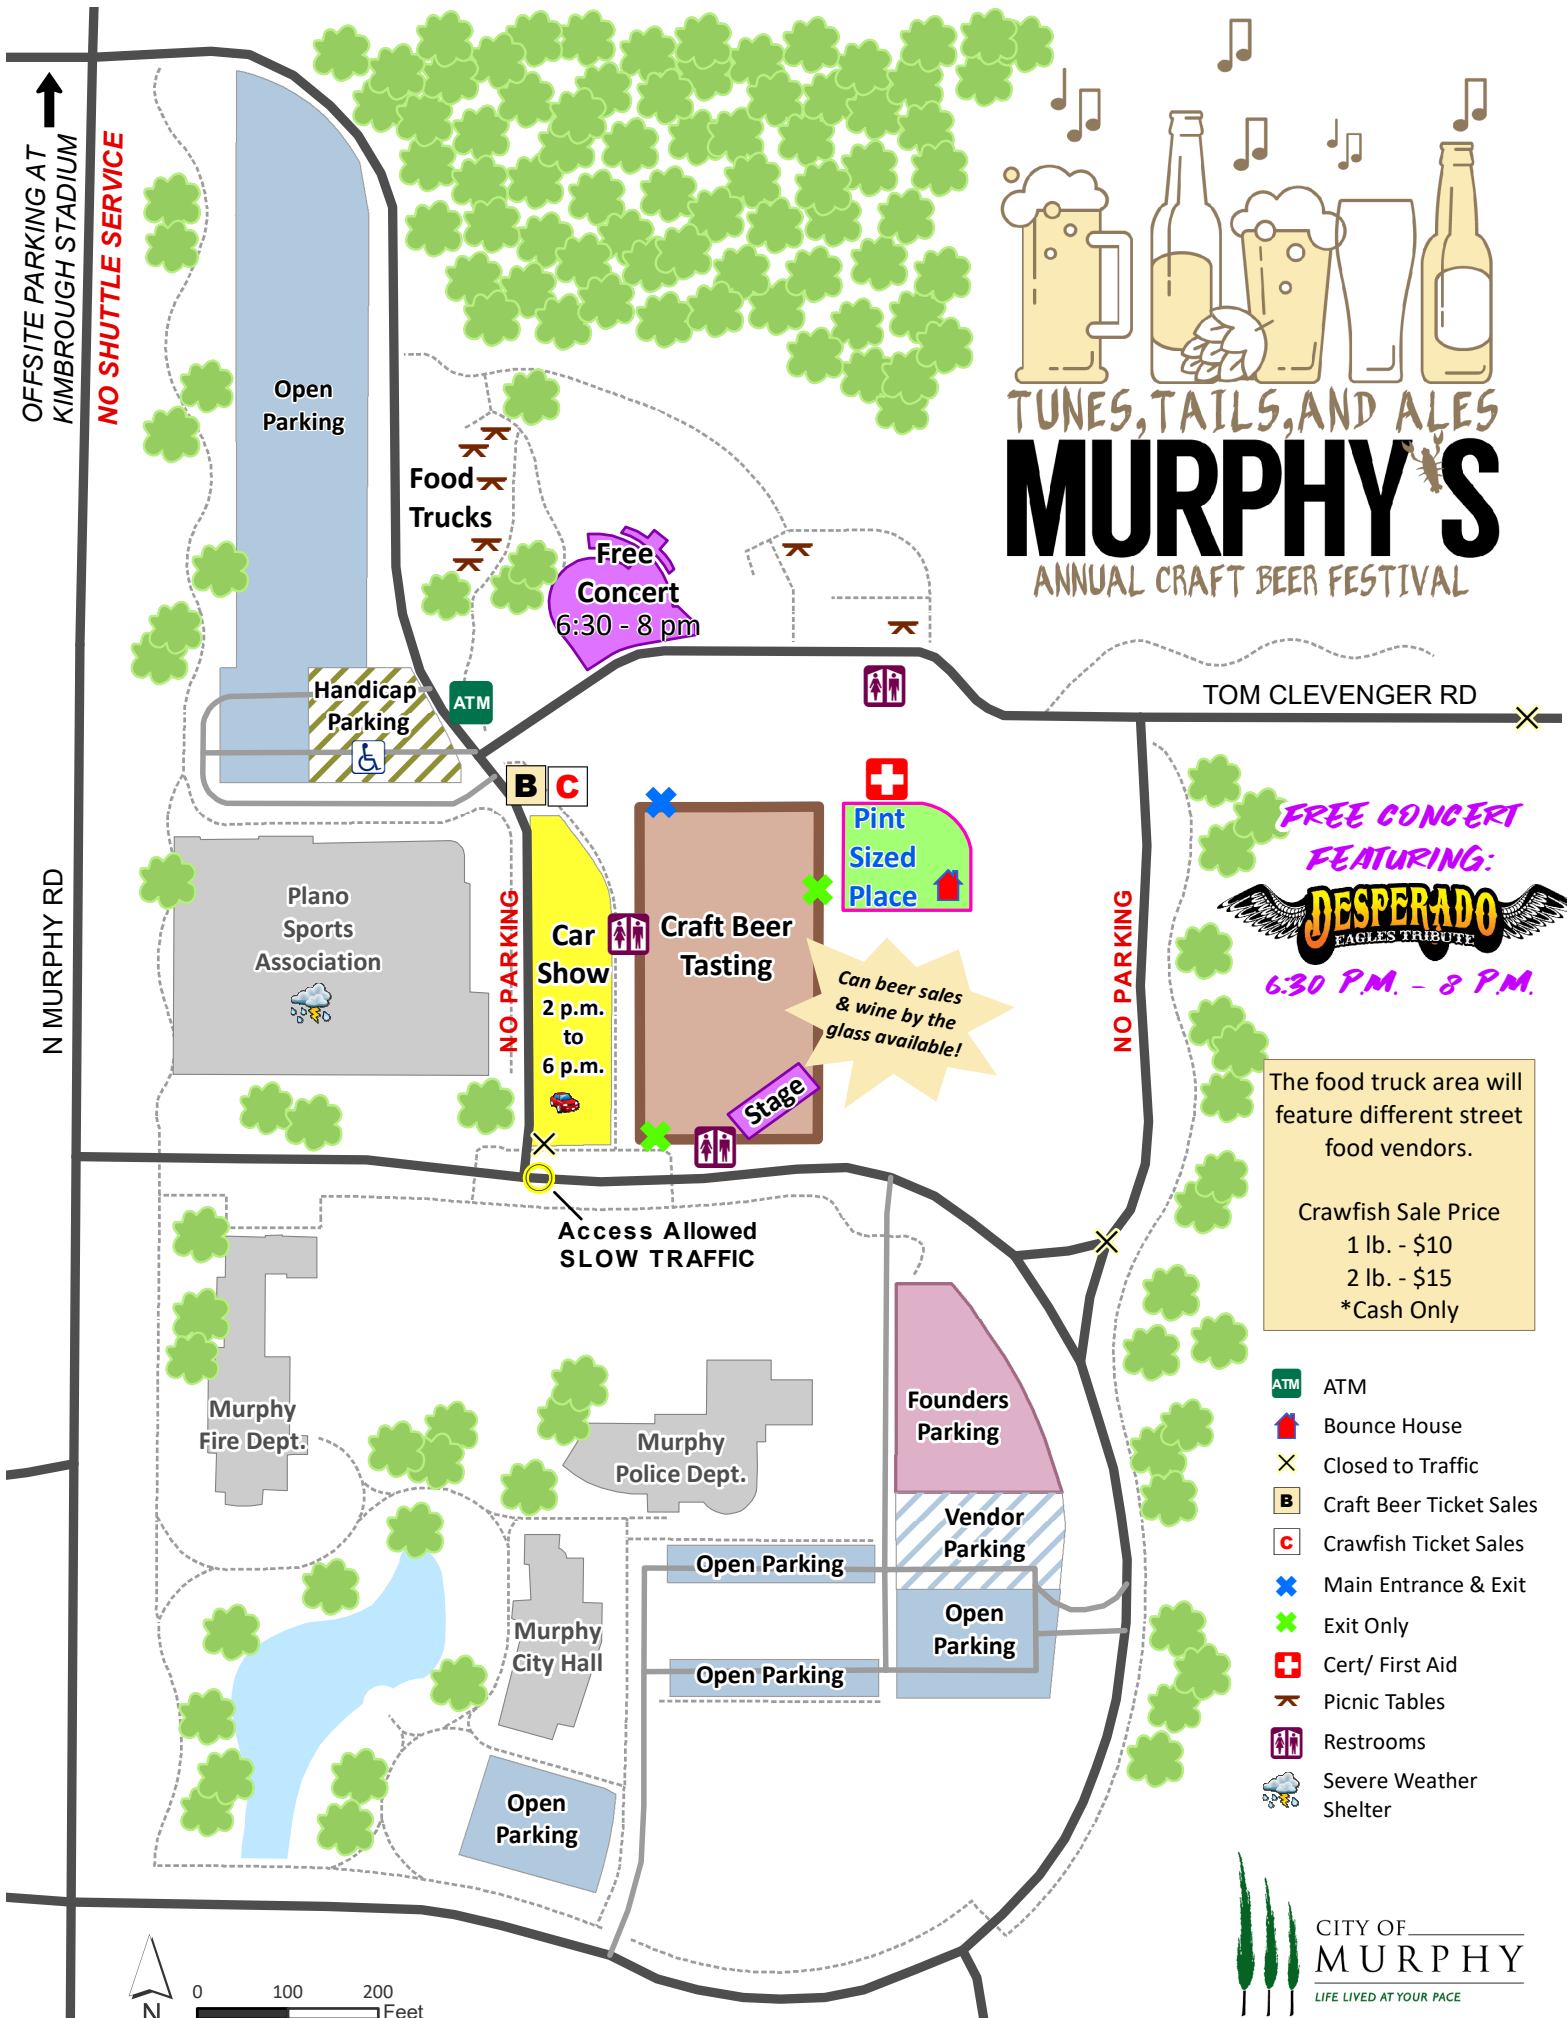 OFFSITE PARKING AT
KIMBROUGH STADIUM
NO SHUTTLE SERVICE
TUNES, TAILS, AND ALES
MURPHY'S
ANNUAL CRAFT BEER FESTIVAL
Open
Parking
Food
Trucks
Free
Concert
6:30 - 8 pm
Handicap
Parking
ATM
TOM CLEVENGER RD
B
C
Pint
Sized
Place
FREE CONCERT
FEATURING:
DESPERADO
EAGLES TRIBUTE
6:30 P.M. - 8 P.M.
N MURPHY RD
Plano
Sports
Association
NO PARKING
Car
Show
2 p.m.
to
6 p.m.
Craft Beer
Tasting
Can beer sales
& wine by the
glass available!
Stage
NO PARKING
Access Allowed
SLOW TRAFFIC
The food truck area will
feature different street
food vendors.
Crawfish Sale Price
1 lb. - $10
2 lb. - $15
*Cash Only
Murphy
Fire Dept.
Murphy
Police Dept.
Founders
Parking
Vendor
Parking
Open Parking
Open
Parking
Open Parking
Murphy
City Hall
Open
Parking
ATM
ATM
Bounce House
Closed to Traffic
B
Craft Beer Ticket Sales
C
Crawfish Ticket Sales
Main Entrance & Exit
Exit Only
Cert/ First Aid
Picnic Tables
Restrooms
Severe Weather
Shelter
N
0 100 200
Feet
CITY OF
MURPHY
LIFE LIVED AT YOUR PACE